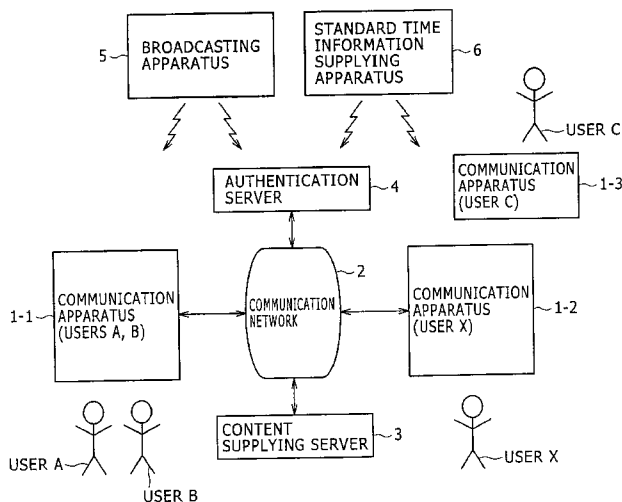 5
BROADCASTING
APPARATUS
STANDARD TIME
INFORMATION
SUPPLYING
APPARATUS
6
USER C
AUTHENTICATION
SERVER
4
COMMUNICATION
APPARATUS
(USER C)
1-3
1-1
COMMUNICATION
APPARATUS
(USERS A, B)
2
COMMUNICATION
NETWORK
COMMUNICATION
APPARATUS
(USER X)
1-2
CONTENT
SUPPLYING SERVER
3
USER A
USER B
USER X